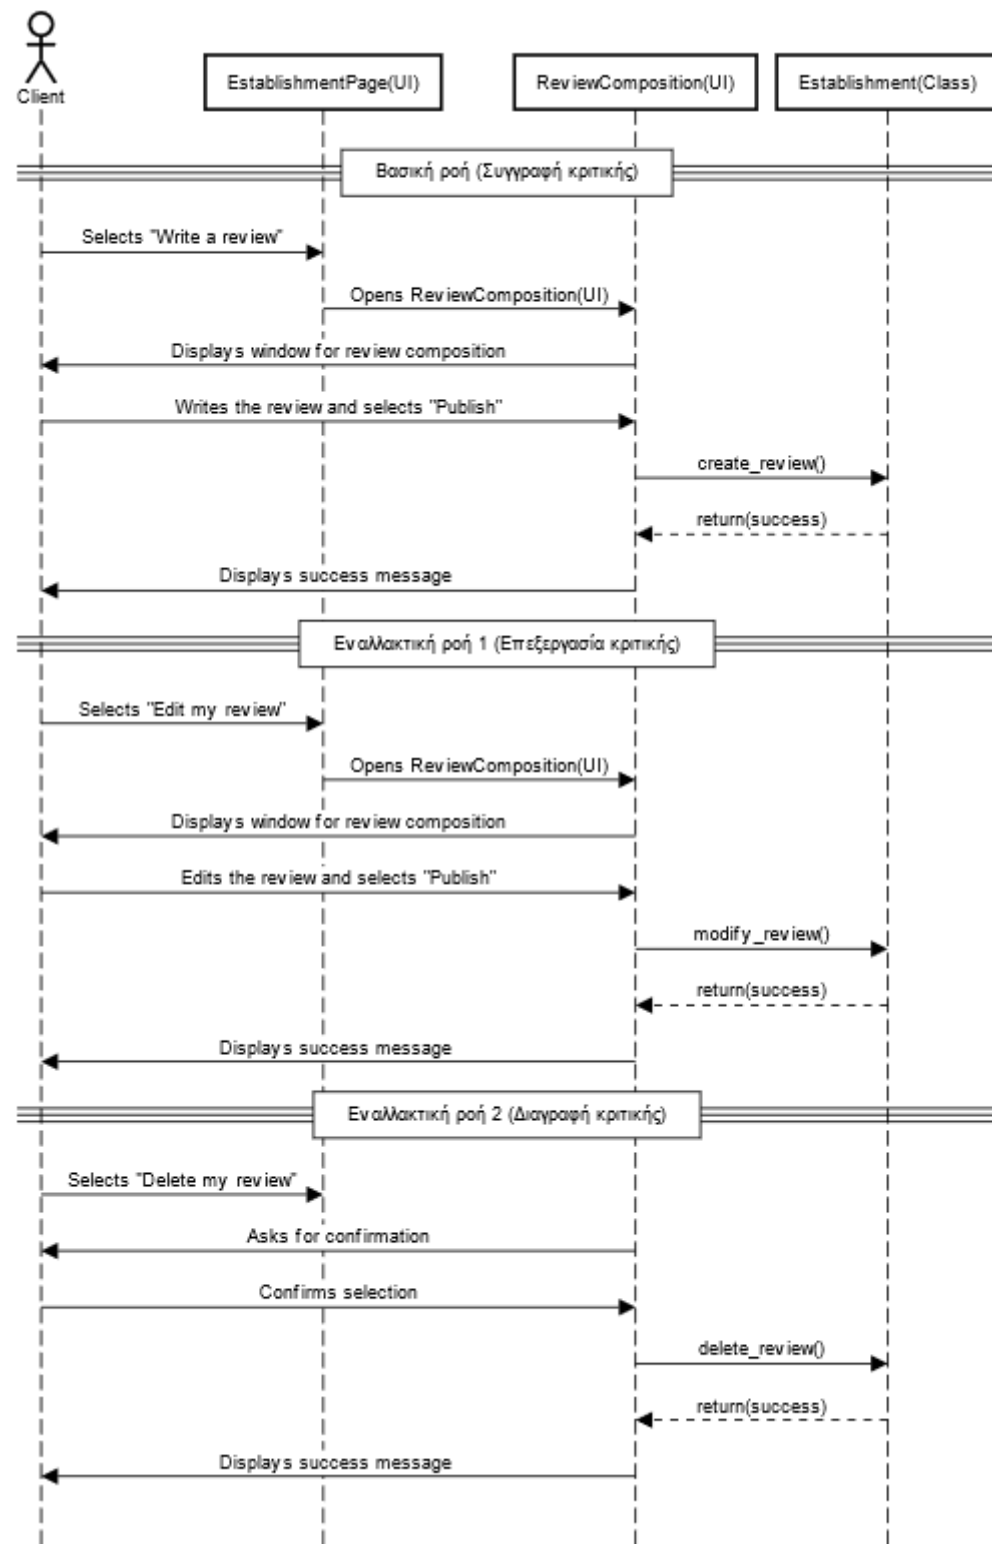 Client
EstablishmentPage(UI)
ReviewComposition(UI)
Establishment(Class)
Βασική ροή (Συγγραφή κριτικής)
Selects "Write a review"
Opens ReviewComposition(UI)
Displays window for review composition
Writes the review and selects "Publish"
create_review()
return(success)
Displays success message
Εναλλακτική ροή 1 (Επεξεργασία κριτικής)
Selects "Edit my review"
Opens ReviewComposition(UI)
Displays window for review composition
Edits the review and selects "Publish"
modify_review()
return(success)
Displays success message
Εναλλακτική ροή 2 (Διαγραφή κριτικής)
Selects "Delete my review"
Asks for confirmation
Confirms selection
delete_review()
return(success)
Displays success message